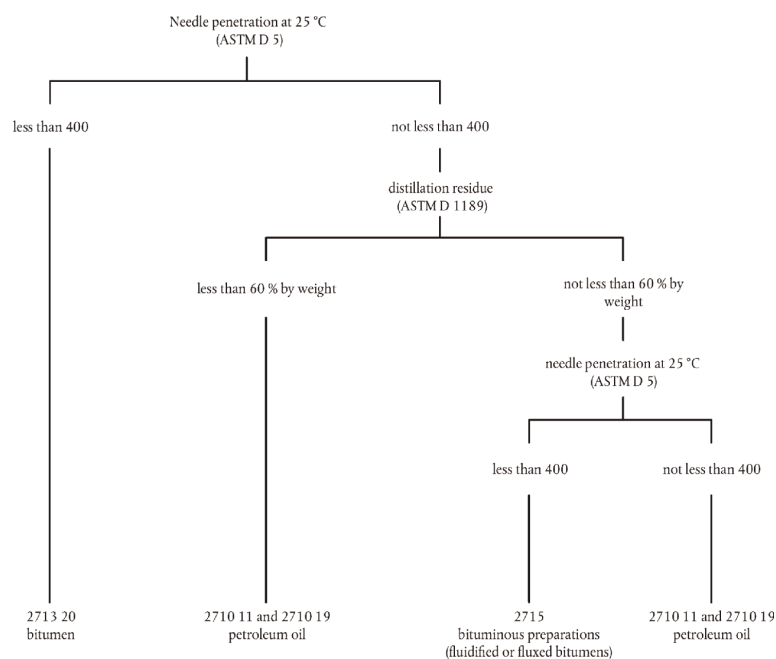 Needle penetration at 25 °C
(ASTM D 5)
less than 400
not less than 400
distillation residue
(ASTM D 1189)
less than 60 % by weight
not less than 60 % by
weight
needle penetration at 25 °C
(ASTM D 5)
less than 400
not less than 400
2713 20
bitumen
2710 11 and 2710 19
petroleum oil
2715
bituminous preparations
(fluidified or fluxed bitumens)
2710 11 and 2710 19
petroleum oil